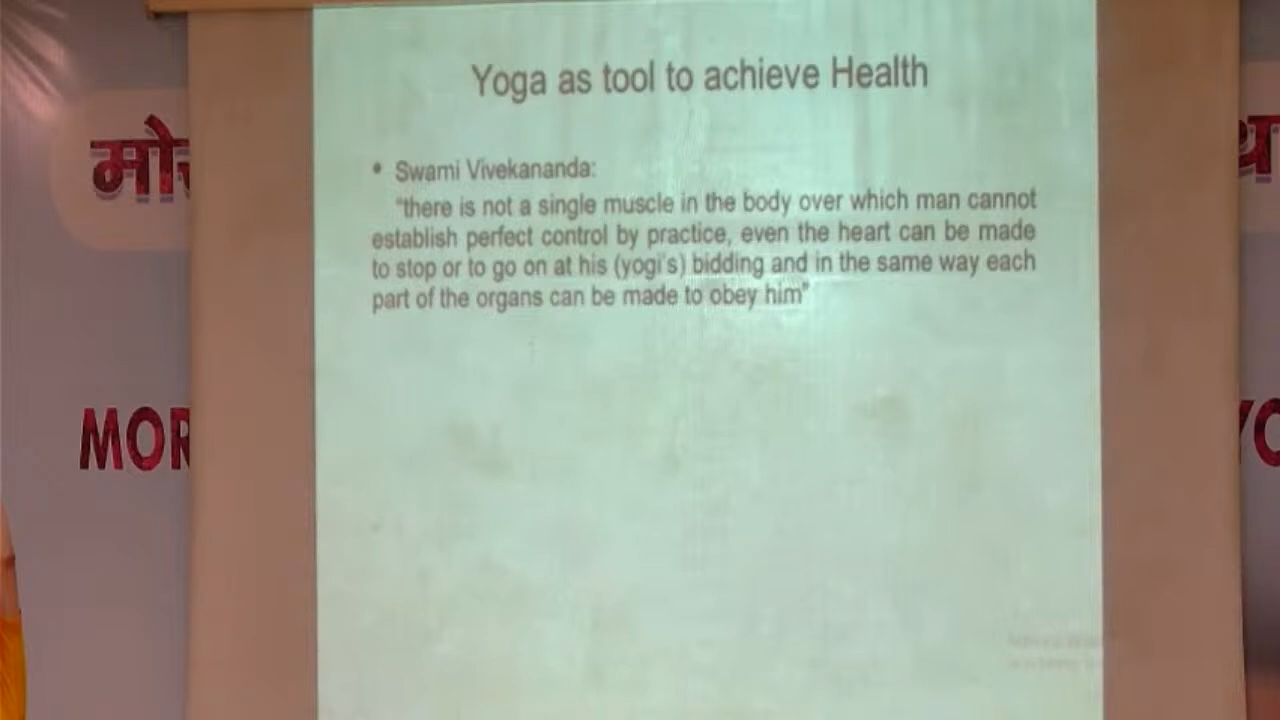 Yoga as tool to achieve Health
• Swami Vivekananda:
"there is not a single muscle in the body over which man cannot
establish perfect control by practice, even the heart can be made
to stop or to go on at his (yogi's) bidding and in the same way each
part of the organs can be made to obey him"
MOR
YO